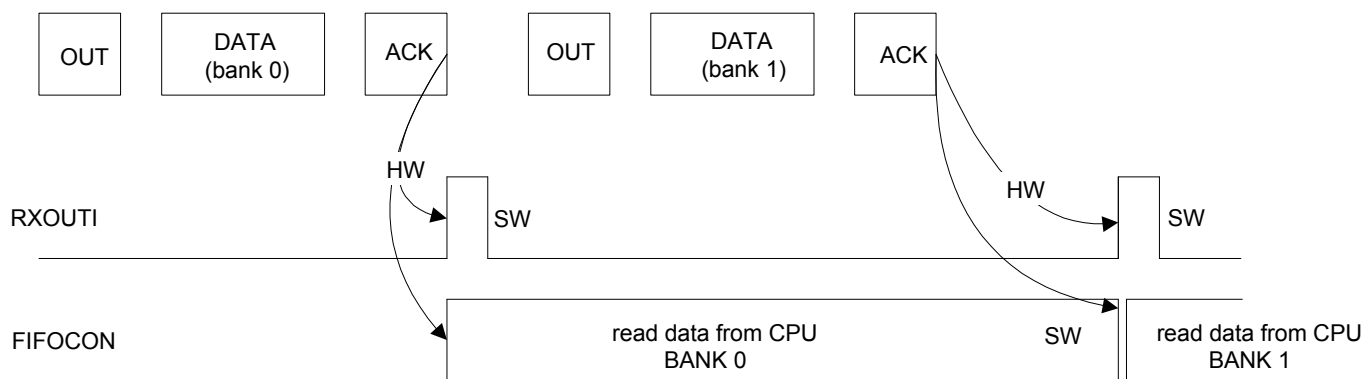 OUT DATA ACK OUT DATA ACK
(bank 0) (bank 1)
HW HW
RXOUTI SW SW
FIFOCON read data from CPU SW read data from CPU
BANK 0 BANK 1